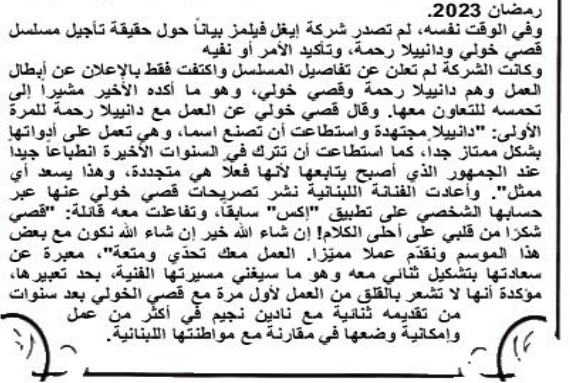 رمضان 2023.
وفي الوقت نفسه، لم تصدر شركة إيغل فيلمز بياناً حول حقيقة تأجيل مسلسل
قصي خولي ودانييلا رحمة، وتأكيد الأمر أو نفيه
وكانت الشركة لم تعلن عن تفاصيل المسلسل واكتفت فقط بالإعلان عن أبطال
العمل وهم دانييلا رحمة وقصي خولي، وهو ما أكده الأخير مشيراً إلى
تحمسه للتعاون معها. وقال قصي خولي عن العمل مع دانييلا رحمة للمرة
الأولى: "دانييلا مجتهدة واستطاعت أن تصنع اسما، وهي تعمل على أدواتها
بشكل ممتاز جداً، كما استطاعت أن تترك في السنوات الأخيرة انطباعاً جيداً
عند الجمهور الذي أصبح يتابعها لأنها فعلاً هي متجددة، وهذا يسعد أي
ممثل". وأعادت الفنانة اللبنانية نشر تصريحات قصي خولي عنها عبر
حسابها الشخصي على تطبيق "إكس" سابقاً، وتفاعلت معه قائلة: "قصي
شكرًا من قلبي على أحلى الكلام! إن شاء الله خير إن شاء الله نكون مع بعض
هذا الموسم ونقدّم عملا مميّزا. العمل معك تحدّي ومتعة"، معبرة عن
سعادتها بتشكيل ثنائي معه وهو ما سيغني مسيرتها الفنية، بحد تعبيرها،
مؤكدة أنها لا تشعر بالقلق من العمل لأول مرة مع قصي الخولي بعد سنوات
من تقديمه ثنائية مع نادين نجيم في أكثر من عمل
وإمكانية وضعها في مقارنة مع مواطنتها اللبنانية.